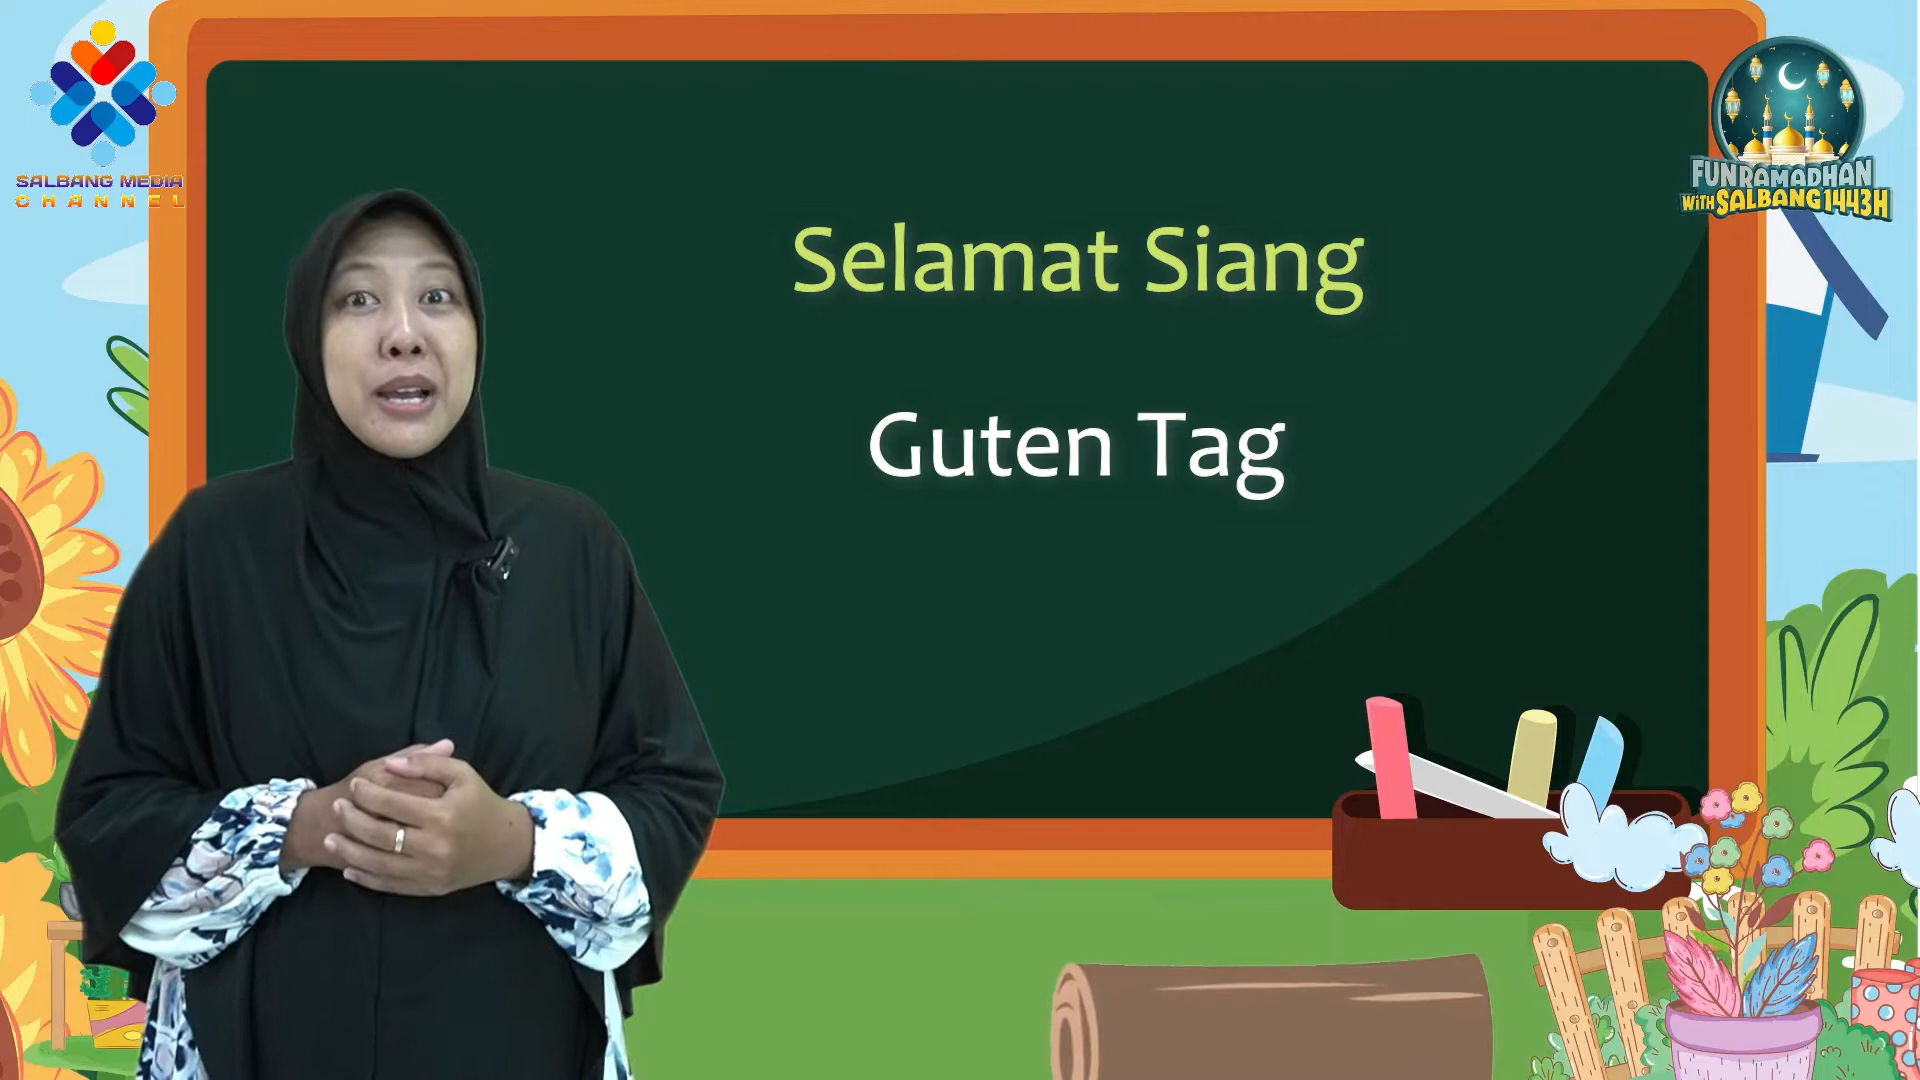 SALBANG MEDIA
CHANNEL
FUNRAMADHAN
WITH SALBANG 1443H
Selamat Siang
Guten Tag